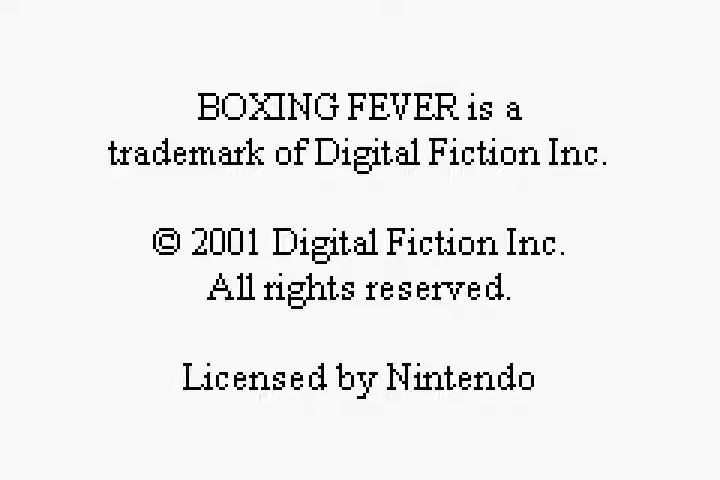 BOXING FEVER is a
trademark of Digital Fiction Inc.
© 2001 Digital Fiction Inc.
All rights reserved.
Licensed by Nintendo